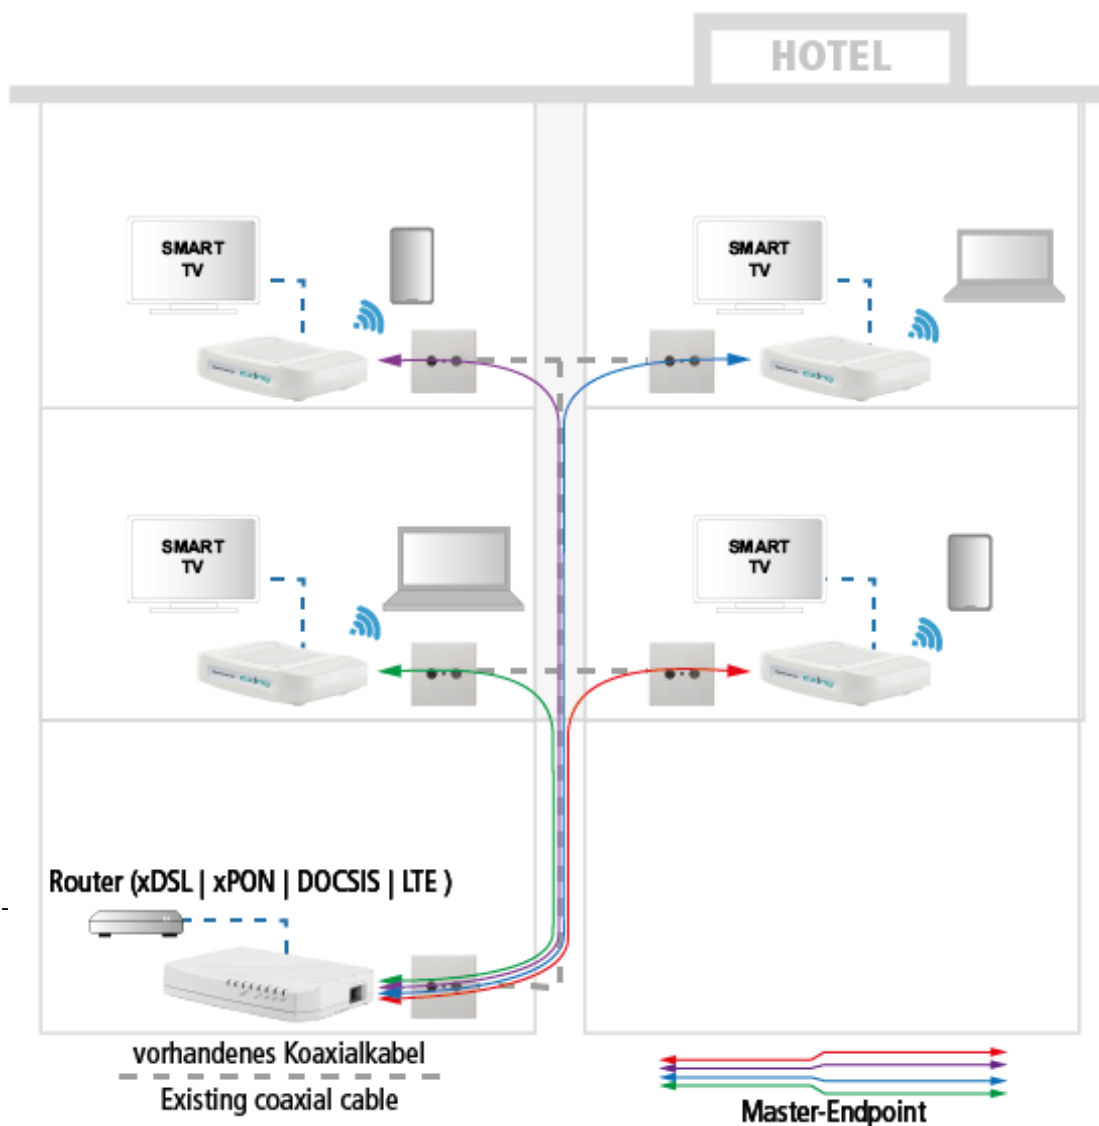 HOTEL
SMART
TV
SMART
TV
SMART
TV
SMART
TV
Router (xDSL | xPON | DOCSIS | LTE )
vorhandenes Koaxialkabel
Existing coaxial cable
Master-Endpoint